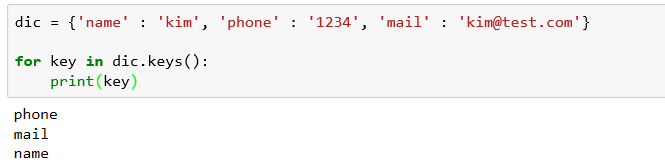 dic = {'name' : 'kim', 'phone' : '1234', 'mail' : 'kim@test.com'}
for key in dic.keys():
    print(key)
phone
mail
name